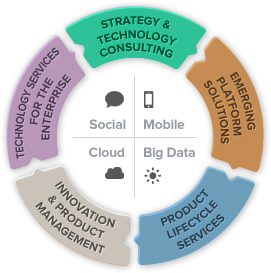 STRATEGY &
TECHNOLOGY
CONSULTING
EMERGING
PLATFORM
SOLUTIONS
PRODUCT
LIFECYCLE
SERVICES
INNOVATION
& PRODUCT
MANAGEMENT
TECHNOLOGY SERVICES
FOR THE
ENTERPRISE
Social
Mobile
Cloud
Big Data